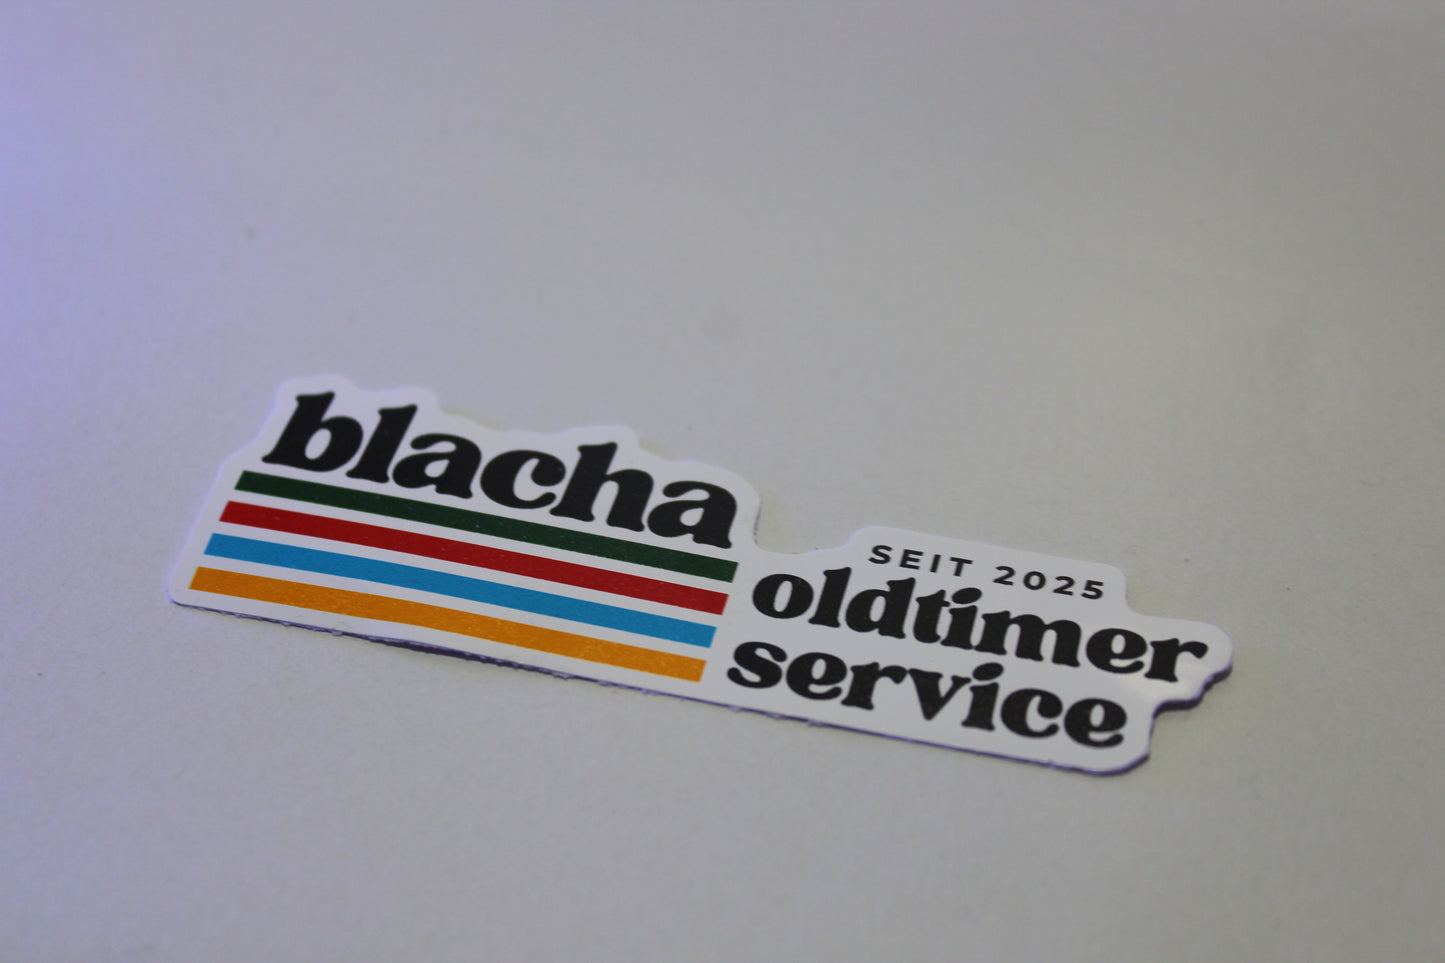 blacha
SEIT 2025
oldtimer
service